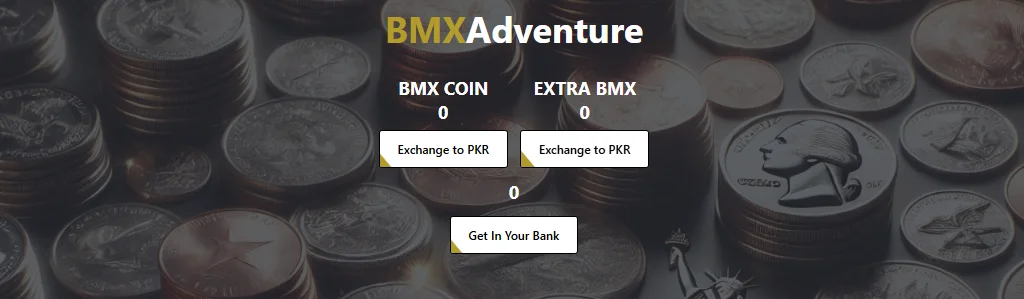 BMXAdventure
BMX COIN
0
Exchange to PKR
EXTRA BMX
0
Exchange to PKR
0
Get In Your Bank